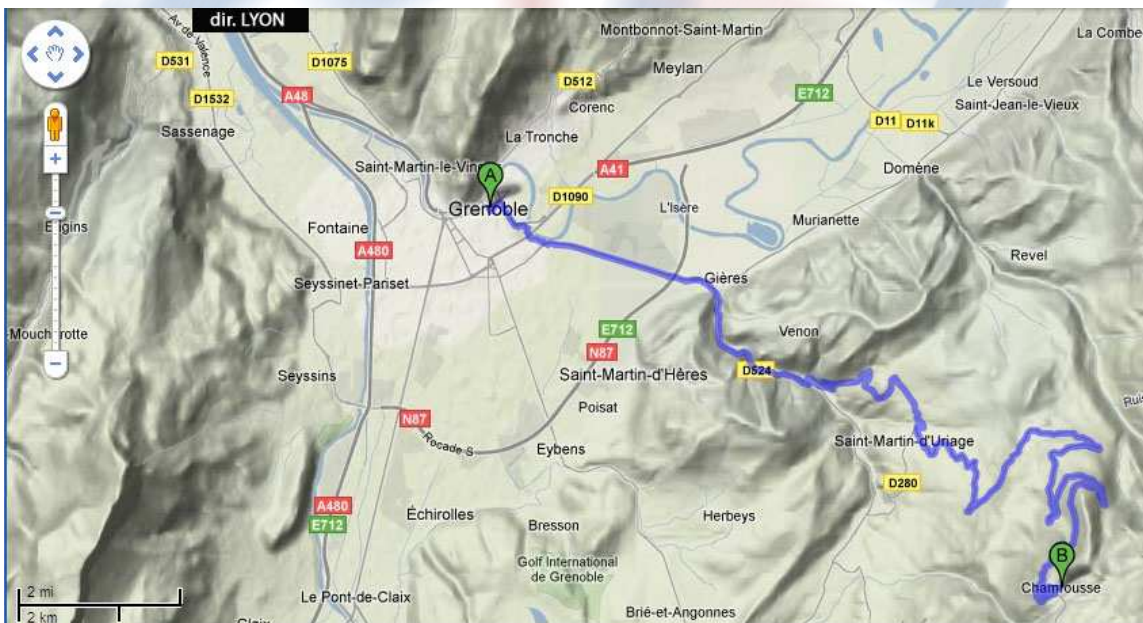 dir. LYON
Montbonnot-Saint-Martin
La Combe
Av de Valence
D531
D1075
Meylan
D512
E712
Le Versoud
A48
D1532
Corenc
Saint-Jean-le-Vieux
Sassenage
La Tronche
D11
D11k
Saint-Martin-le-Vin
A41
Domène
A
D1090
Grenoble
L'Isère
Murianette
Fontaine
A480
Revel
Seyssinet-Pariset
Gières
E712
Venon
N87
Seyssins
Saint-Martin-d'Hères
D524
Poisat
N87
Rocade S
Eybens
Saint-Martin-d'Uriage
D280
A480
E712
Échirolles
Bresson
Herbeys
Golf International
de Grenoble
B
Chamrousse
2 mi
2 km
Le Pont-de-Claix
Brié-et-Angonnes